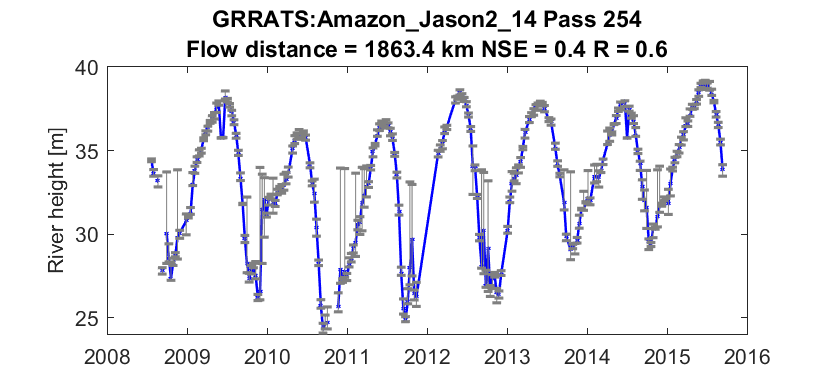 GRRATS:Amazon_Jason2_14 Pass 254
Flow distance = 1863.4 km NSE = 0.4 R = 0.6
River height [m]
40
35
30
25
2008 2009 2010 2011 2012 2013 2014 2015 2016